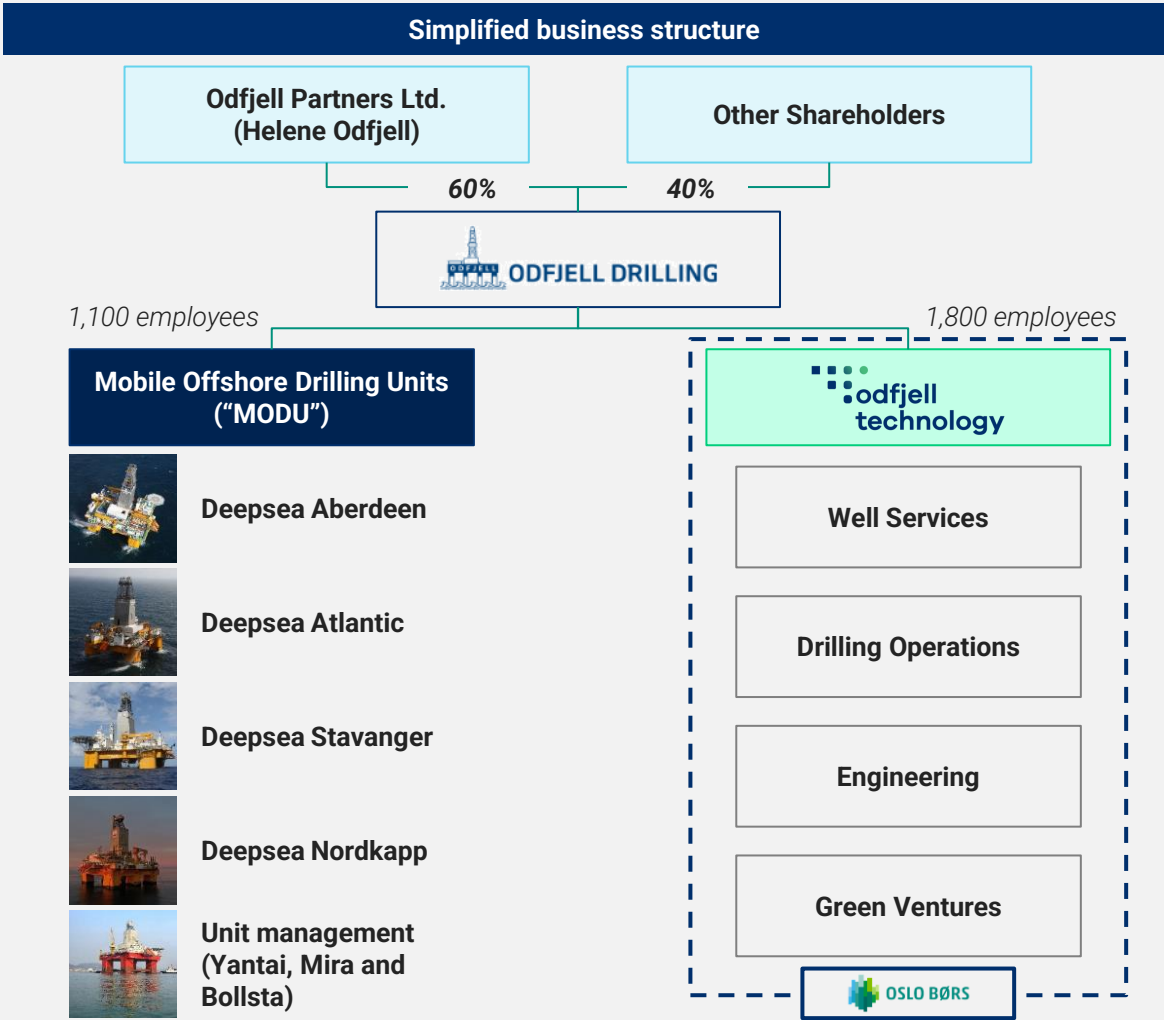 Simplified business structure
Odfjell Partners Ltd.
(Helene Odfjell)
Other Shareholders
60%
40%
ODFJELL
ODFJELL DRILLING
1,100 employees
1,800 employees
Mobile Offshore Drilling Units
(“MODU”)
odfjell
technology
Deepsea Aberdeen
Well Services
Deepsea Atlantic
Drilling Operations
Deepsea Stavanger
Engineering
Deepsea Nordkapp
Green Ventures
Unit management
(Yantai, Mira and
Bollsta)
OSLO BØRS